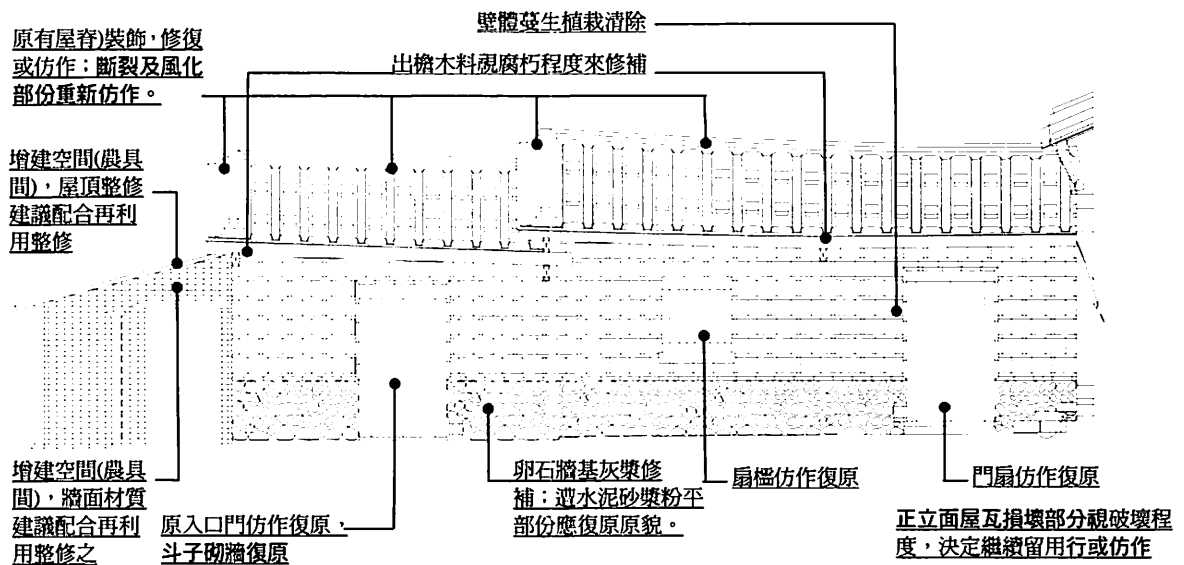 壁體蔓生植栽清除
原有屋脊)裝飾，修復
或仿作；斷裂及風化
部份重新仿作。
出檐木料視腐朽程度來修補
增建空間(農具
間)，屋頂整修
建議配合再利
用整修
增建空間(農具
間)，牆面材質
建議配合再利
用整修之
原入口門仿作復原，
斗子砌牆復原
卵石牆基灰漿修
補；遭水泥砂漿粉平
部份應復原原貌。
扇櫺仿作復原
門扇仿作復原
正立面屋瓦損壞部分視破壞程
度，決定繼續留用行或仿作